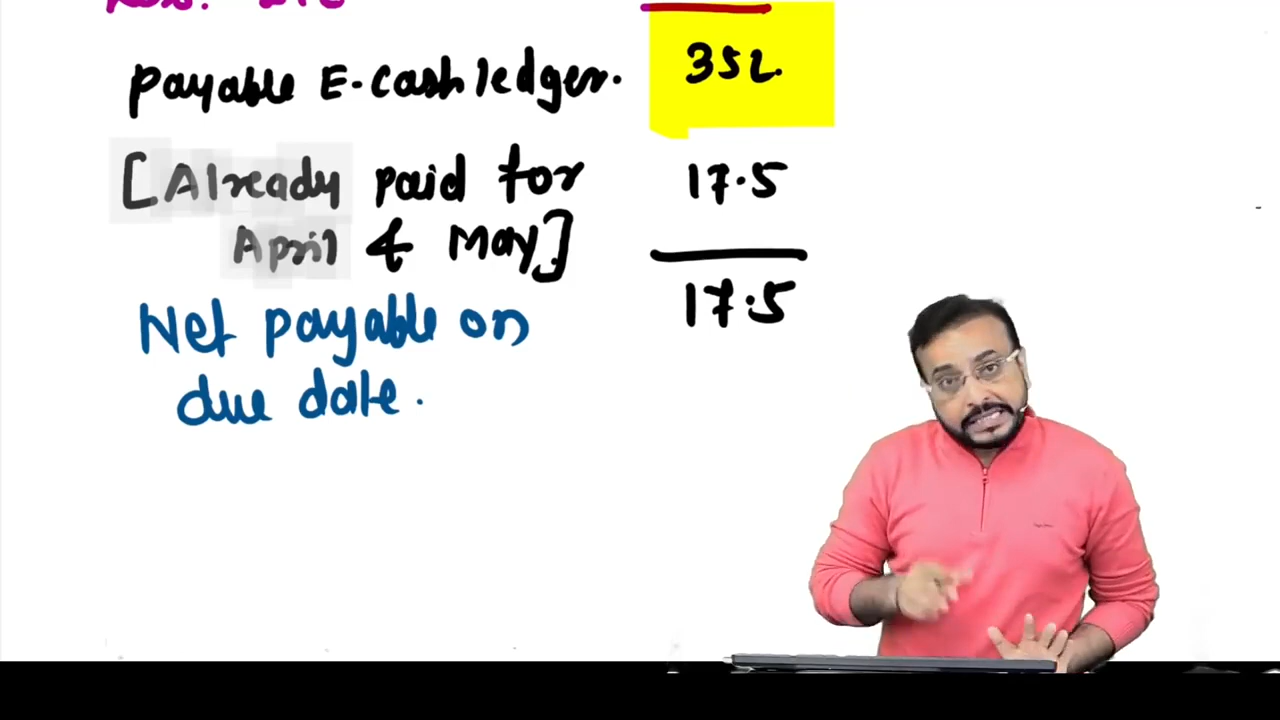 payable E-cash ledger.
35L.
[Already paid for
17.5
April & May]
17.5
Net payable on
due date.